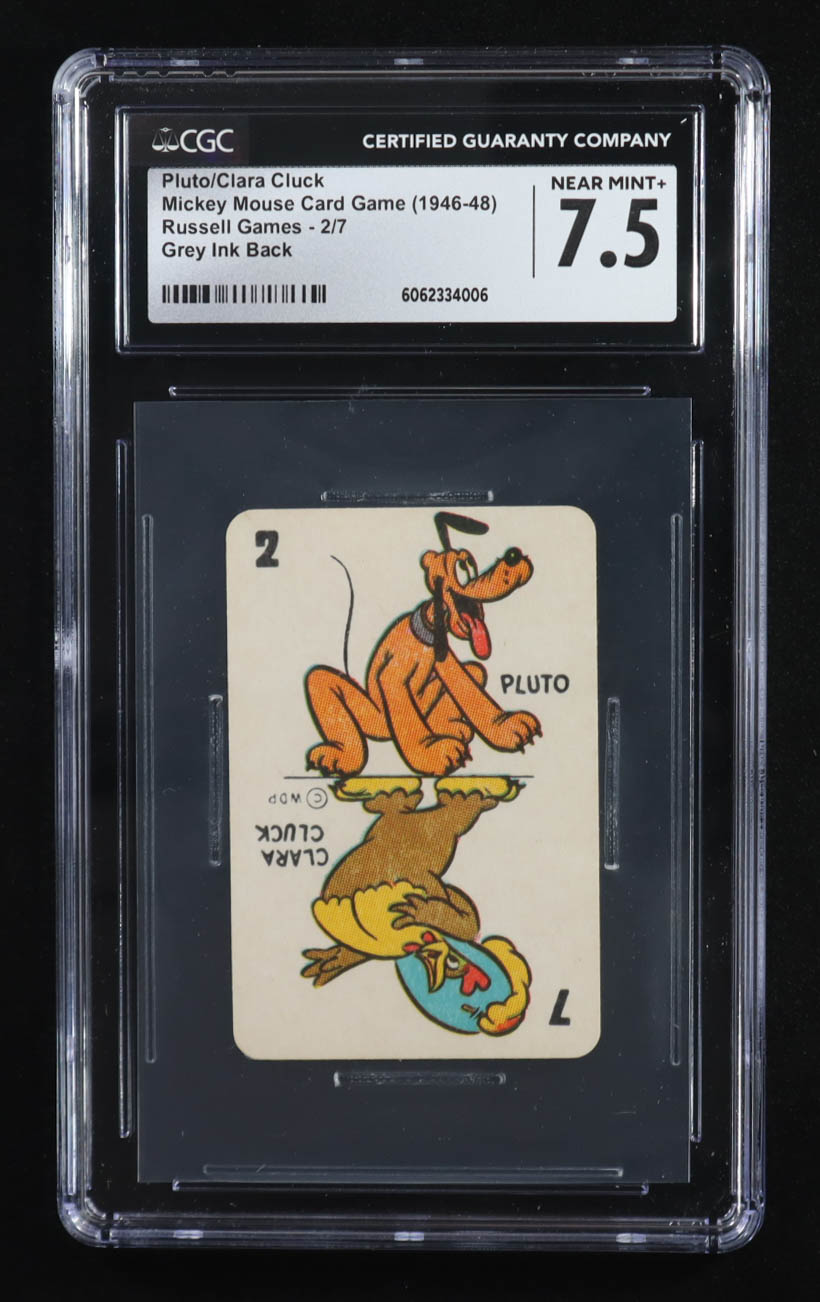 CGC CERTIFIED GUARANTY COMPANY
Pluto/Clara Cluck
Mickey Mouse Card Game (1946-48)
Russell Games - 2/7
Grey Ink Back
NEAR MINT+
7.5
6062334006
2
PLUTO
© WDP
CLARA
CLUCK
7